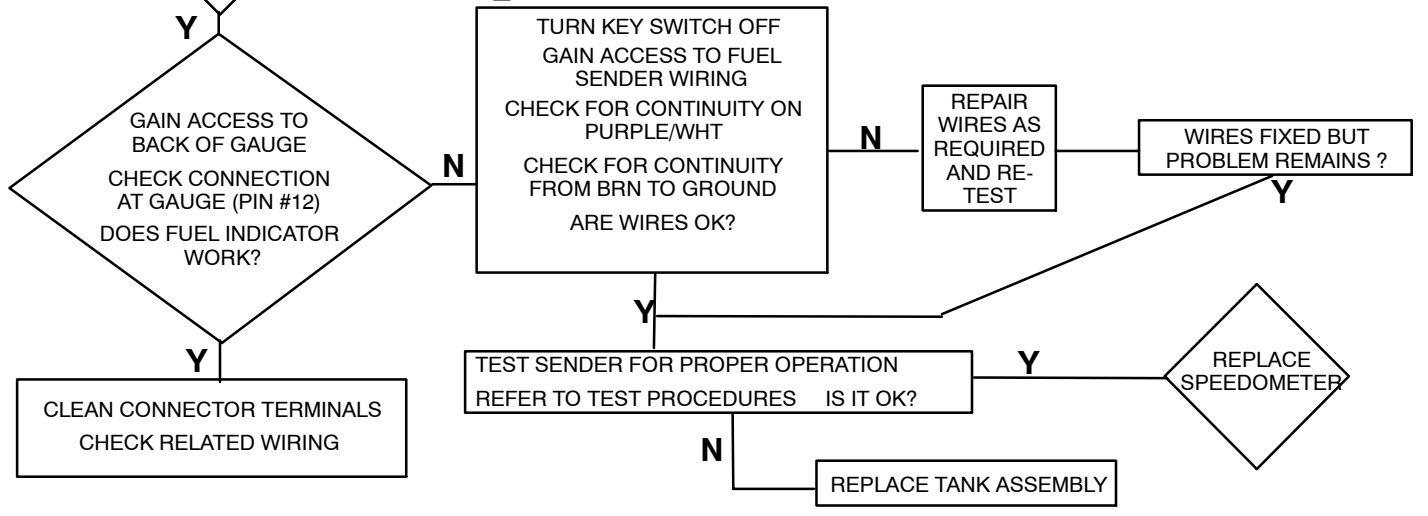 Y
GAIN ACCESS TO
BACK OF GAUGE
CHECK CONNECTION
AT GAUGE (PIN #12)
DOES FUEL INDICATOR
WORK?
N
TURN KEY SWITCH OFF
GAIN ACCESS TO FUEL
SENDER WIRING
CHECK FOR CONTINUITY ON
PURPLE/WHT
CHECK FOR CONTINUITY
FROM BRN TO GROUND
ARE WIRES OK?
N
REPAIR
WIRES AS
REQUIRED
AND RE-
TEST
WIRES FIXED BUT
PROBLEM REMAINS ?
Y
Y
Y
CLEAN CONNECTOR TERMINALS
CHECK RELATED WIRING
TEST SENDER FOR PROPER OPERATION
REFER TO TEST PROCEDURES IS IT OK?
Y
REPLACE
SPEEDOMETER
N
REPLACE TANK ASSEMBLY